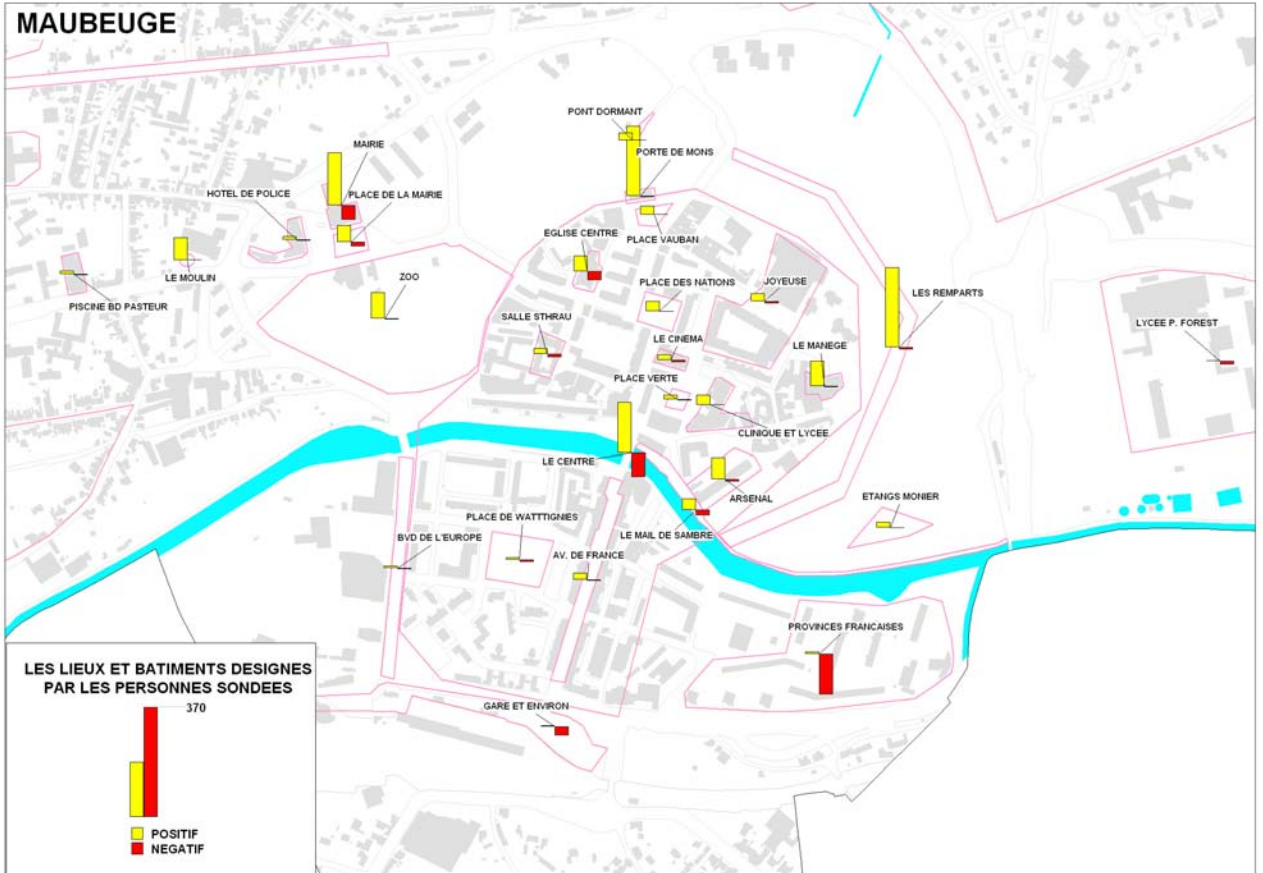 MAUBEUGE
PONT DORMANT
MAIRIE
PORTE DE MONS
HOTEL DE POLICE
PLACE DE LA MAIRIE
EGLISE CENTRE
PLACE VAUBAN
LE MOULIN
ZOO
PLACE DES NATIONS
JOYEUSE
LES REMPARTS
PISCINE BD PASTEUR
SALLE STHRAU
LE CINEMA
LE MANEGE
LYCEE P. FOREST
PLACE VERTE
CLINIQUE ET LYCEE
LE CENTRE
ARSENAL
ETANGS MONIER
PLACE DE WATTTIGNIES
LE MAIL DE SAMBRE
BVD DE L'EUROPE
AV. DE FRANCE
PROVINCES FRANCAISES
GARE ET ENVIRON
LES LIEUX ET BATIMENTS DESIGNES
PAR LES PERSONNES SONDEES
370
POSITIF
NEGATIF